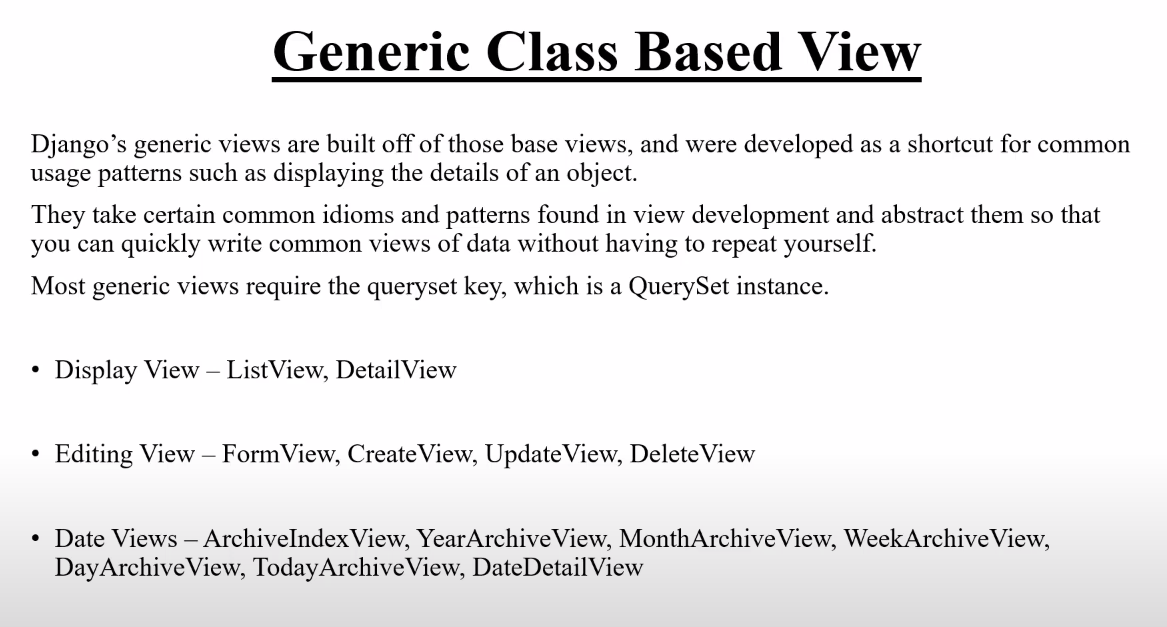 Generic Class Based View
Django’s generic views are built off of those base views, and were developed as a shortcut for common
usage patterns such as displaying the details of an object.
They take certain common idioms and patterns found in view development and abstract them so that
you can quickly write common views of data without having to repeat yourself.
Most generic views require the queryset key, which is a QuerySet instance.
• Display View – ListView, DetailView
• Editing View – FormView, CreateView, UpdateView, DeleteView
• Date Views – ArchiveIndexView, YearArchiveView, MonthArchiveView, WeekArchiveView,
DayArchiveView, TodayArchiveView, DateDetailView